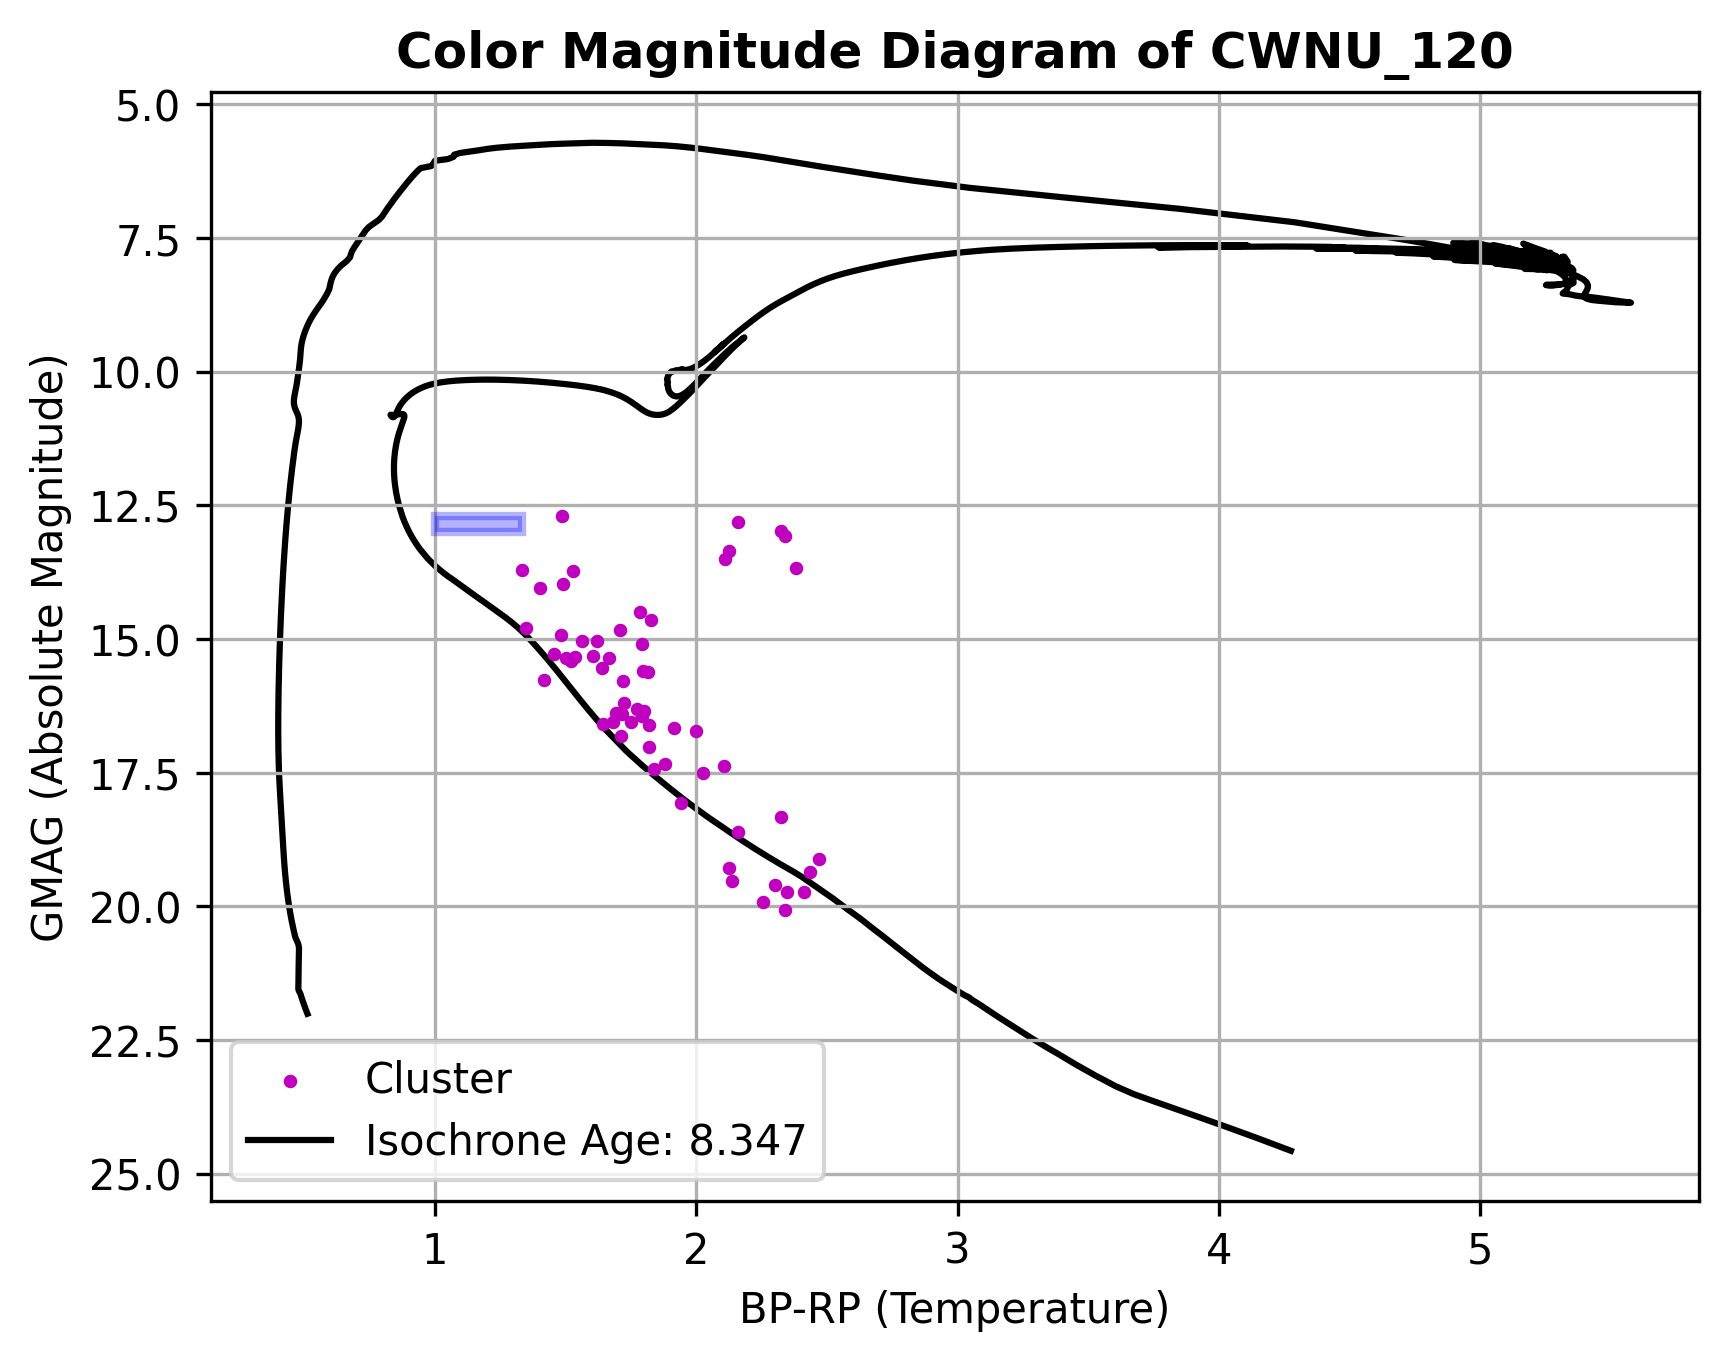 Color Magnitude Diagram of CWNU_120
GMAG (Absolute Magnitude)
5.0
7.5
10.0
12.5
15.0
17.5
20.0
22.5
25.0
Cluster
Isochrone Age: 8.347
1 2 3 4 5
BP-RP (Temperature)